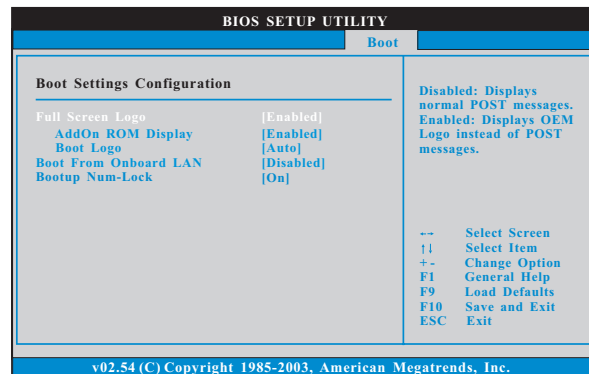 BIOS SETUP UTILITY
Boot
Boot Settings Configuration
Full Screen Logo [Enabled]
AddOn ROM Display [Enabled]
Boot Logo [Auto]
Boot From Onboard LAN [Disabled]
Bootup Num-Lock [On]
Disabled: Displays
normal POST messages.
Enabled: Displays OEM
Logo instead of POST
messages.
←→ Select Screen
↑↓ Select Item
+ - Change Option
F1 General Help
F9 Load Defaults
F10 Save and Exit
ESC Exit
v02.54 (C) Copyright 1985-2003, American Megatrends, Inc.